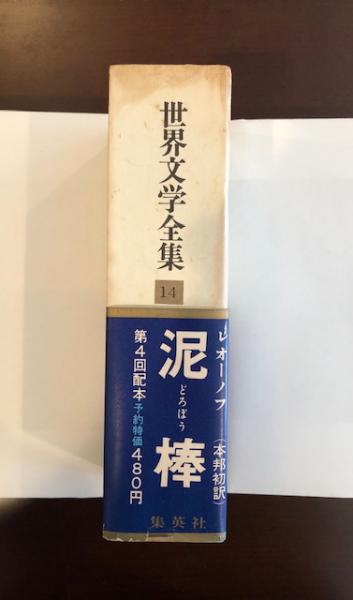 世界文学全集
14
レオーノフ（本邦初訳）
泥棒
どろぼう
第4回配本予約特価480円
集英社